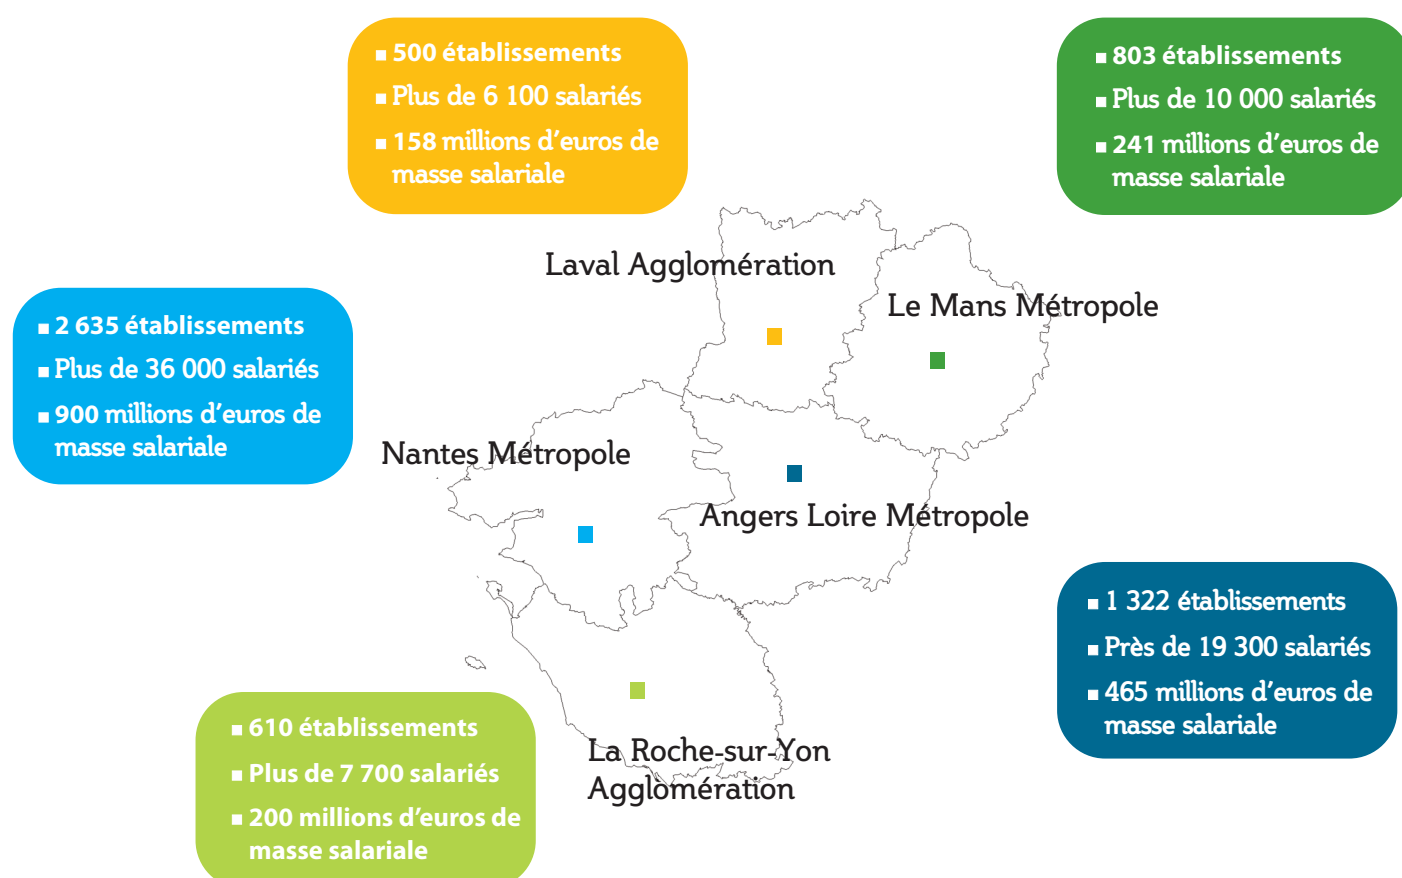 ■ 500 établissements
■ Plus de 6 100 salariés
■ 158 millions d’euros de
masse salariale
■ 803 établissements
■ Plus de 10 000 salariés
■ 241 millions d’euros de
masse salariale
Laval Agglomération
Le Mans Métropole
■ 2 635 établissements
■ Plus de 36 000 salariés
■ 900 millions d’euros de
masse salariale
Nantes Métropole
Angers Loire Métropole
■ 1 322 établissements
■ Près de 19 300 salariés
■ 465 millions d’euros de
masse salariale
■ 610 établissements
■ Plus de 7 700 salariés
■ 200 millions d’euros de
masse salariale
La Roche-sur-Yon
Agglomération